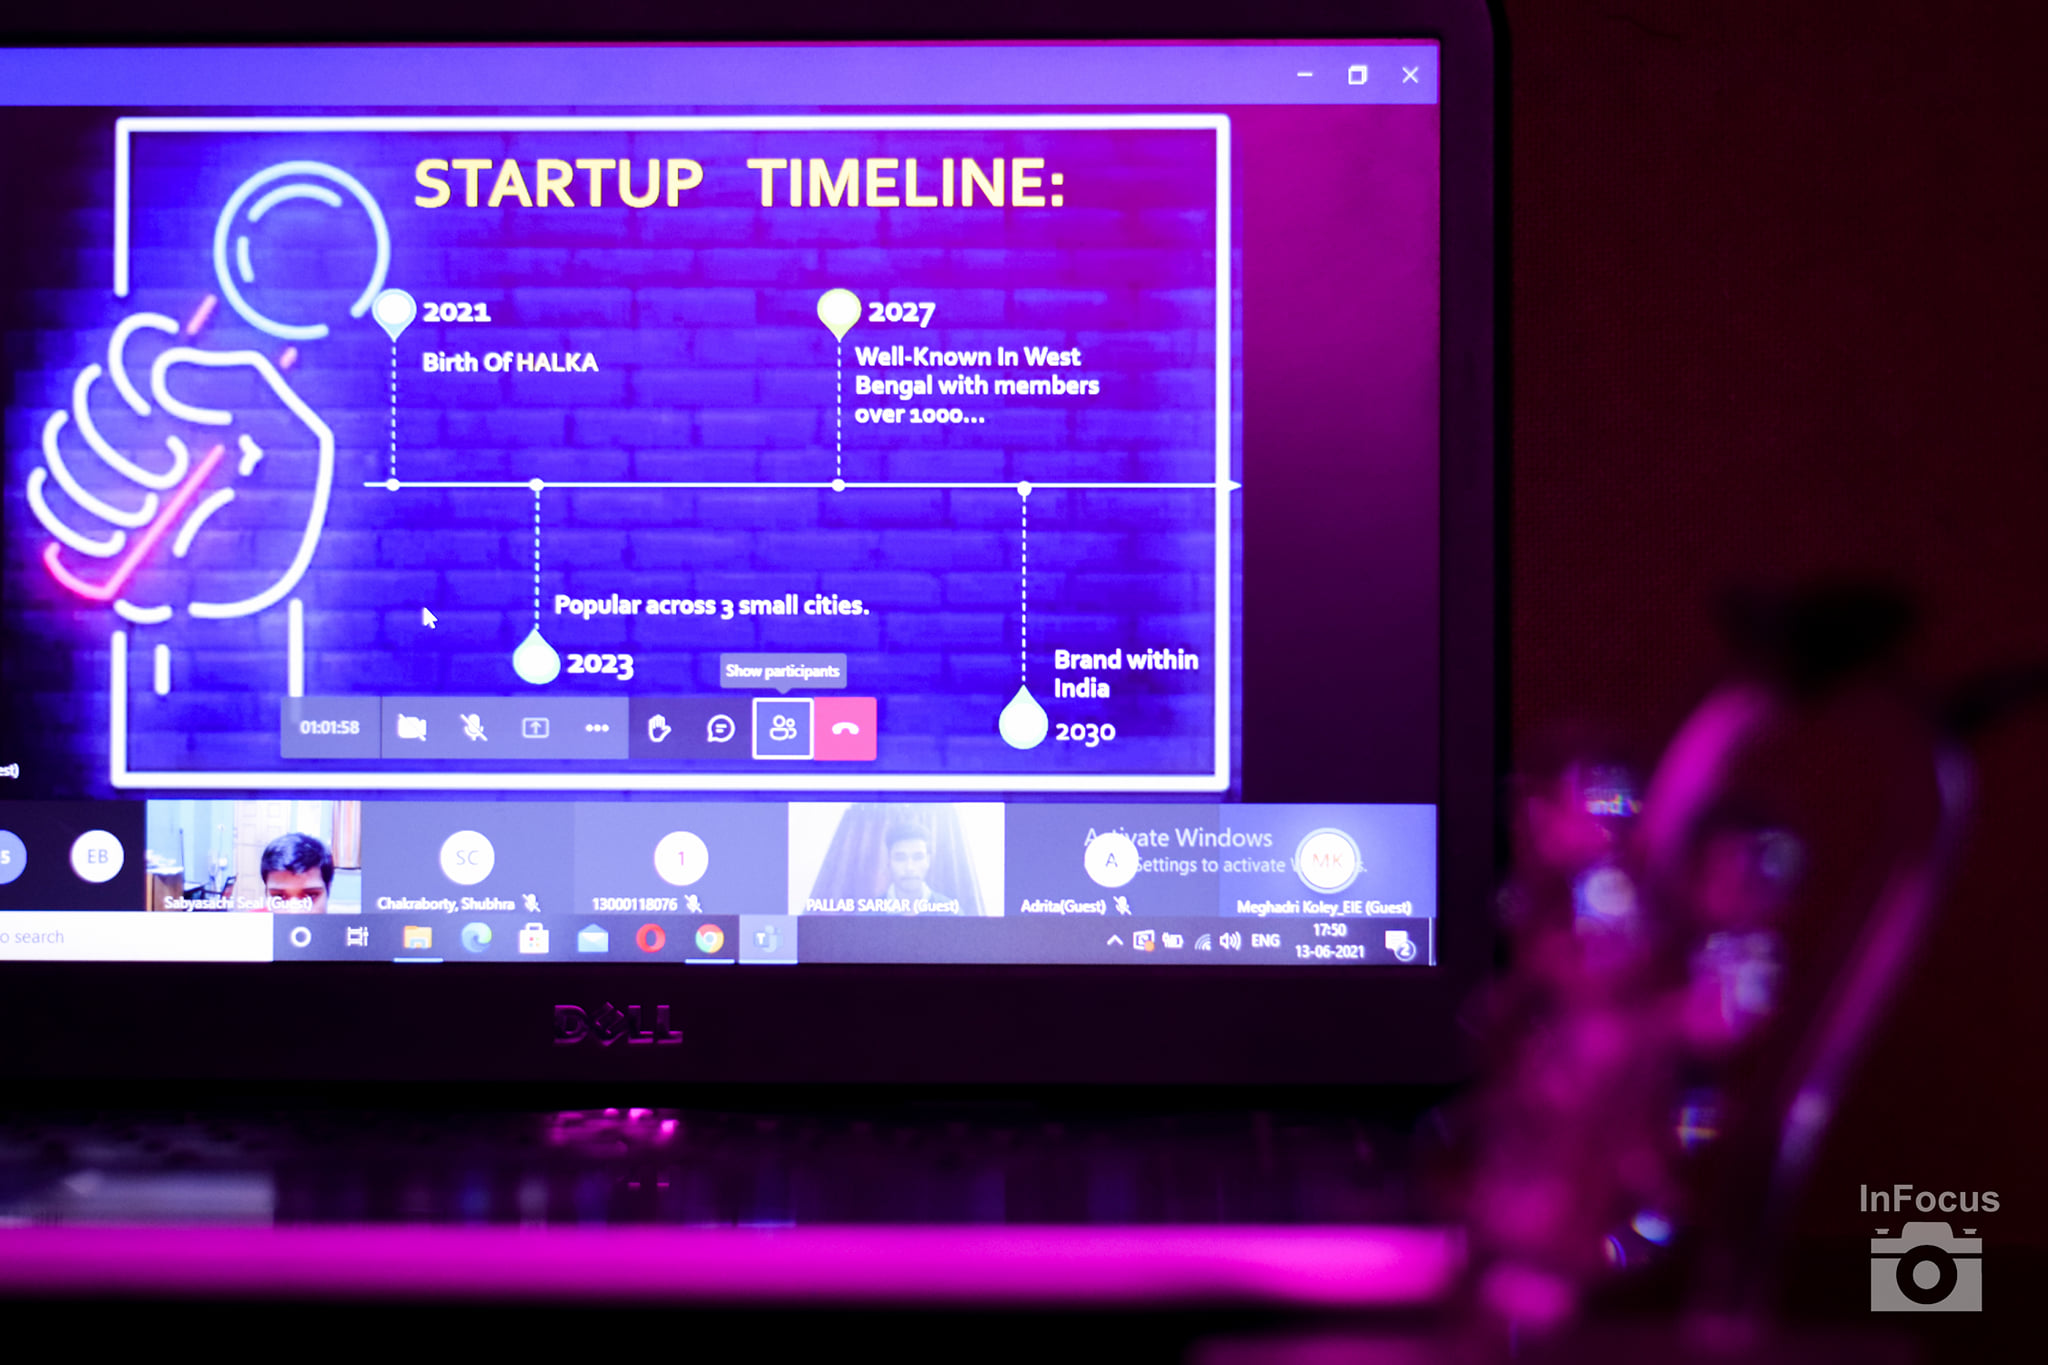 STARTUP TIMELINE:
2021
Birth Of HALKA
2027
Well-Known In West
Bengal with members
over 1000...
Popular across 3 small cities.
2023
Brand within
India
2030
Show participants
01:01:58
est)
5
EB
Sabyasachi Seal (Guest)
SC
Chakraborty, Shubhra
1
13000118076
PALLAB SARKAR (Guest)
A
Adrita(Guest)
Activate Windows
Settings to activate
MK
Meghadri Koley_EIE (Guest)
o search
ENG
17:50
13-06-2021
2
DELL
InFocus